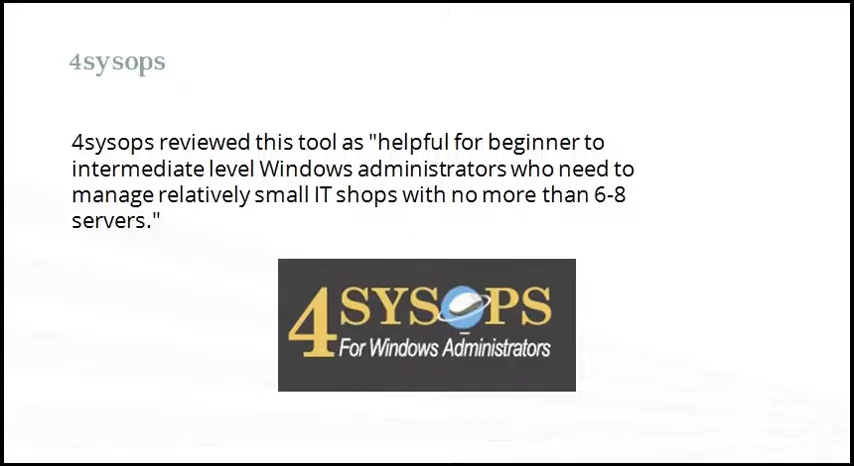 4sysops
4sysops reviewed this tool as "helpful for beginner to
intermediate level Windows administrators who need to
manage relatively small IT shops with no more than 6-8
servers."
4SYSOPS
For Windows Administrators